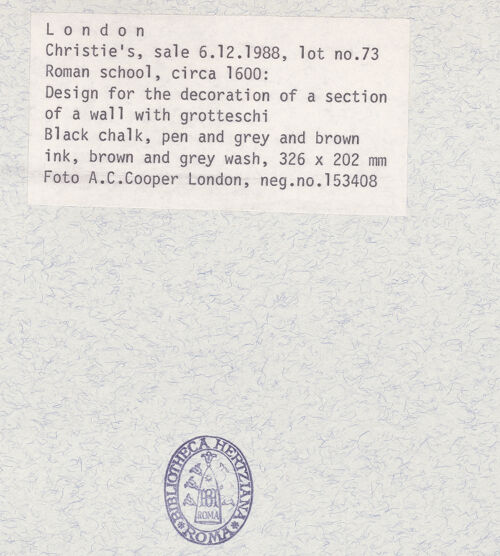 L o n d o n
Christie's, sale 6.12.1988, lot no.73
Roman school, circa 1600:
Design for the decoration of a section
of a wall with grotteschi
Black chalk, pen and grey and brown
ink, brown and grey wash, 326 x 202 mm
Foto A.C.Cooper London, neg.no.153408
BIBLIOTHECA HERTZIANA
ROMA
ROMA